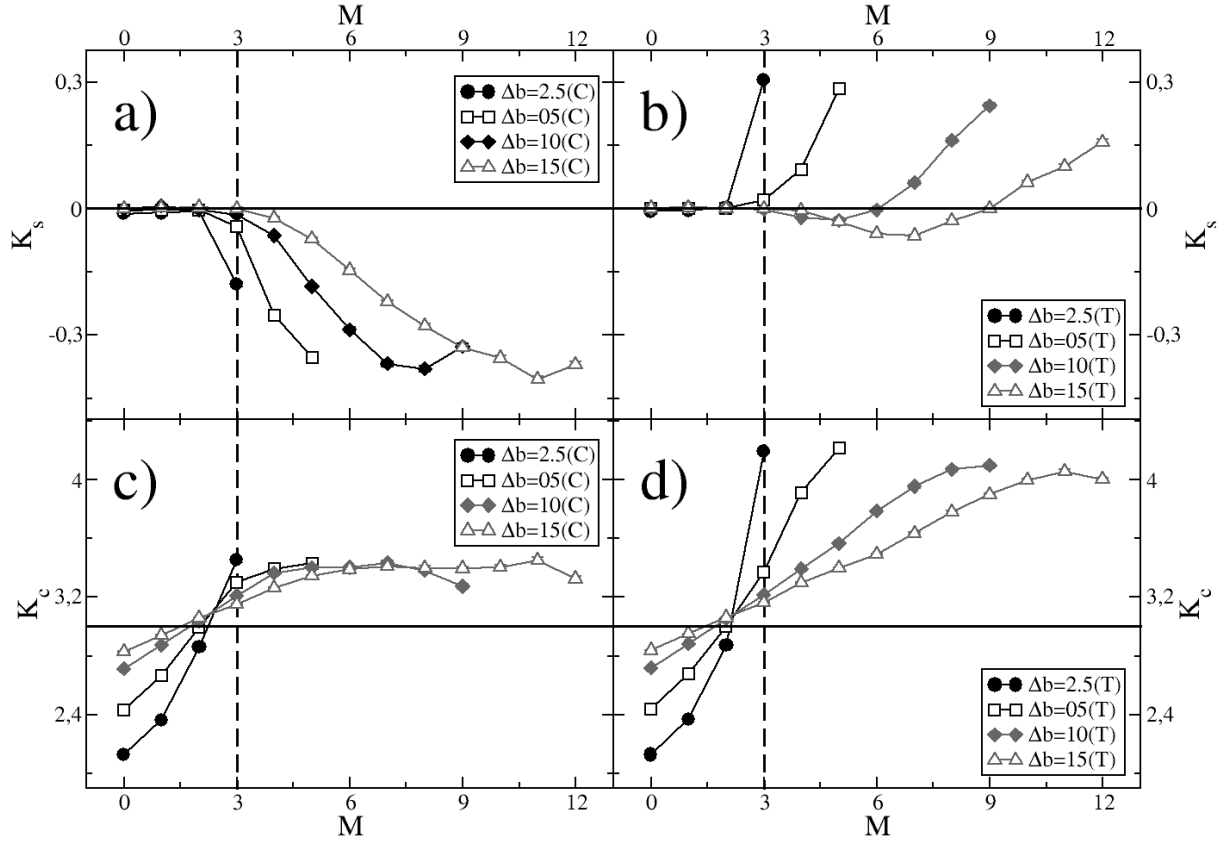 M M
0 3 6 9 12 0 3 6 9 12
a)
Δb=2.5(C)
Δb=05(C)
Δb=10(C)
Δb=15(C)
0,3
0
-0,3
K_s
b)
Δb=2.5(T)
Δb=05(T)
Δb=10(T)
Δb=15(T)
0,3
0
-0,3
K_s
c)
Δb=2.5(C)
Δb=05(C)
Δb=10(C)
Δb=15(C)
4
3,2
2,4
K_c
d)
Δb=2.5(T)
Δb=05(T)
Δb=10(T)
Δb=15(T)
4
3,2
2,4
K_c
0 3 6 9 12 0 3 6 9 12
M M